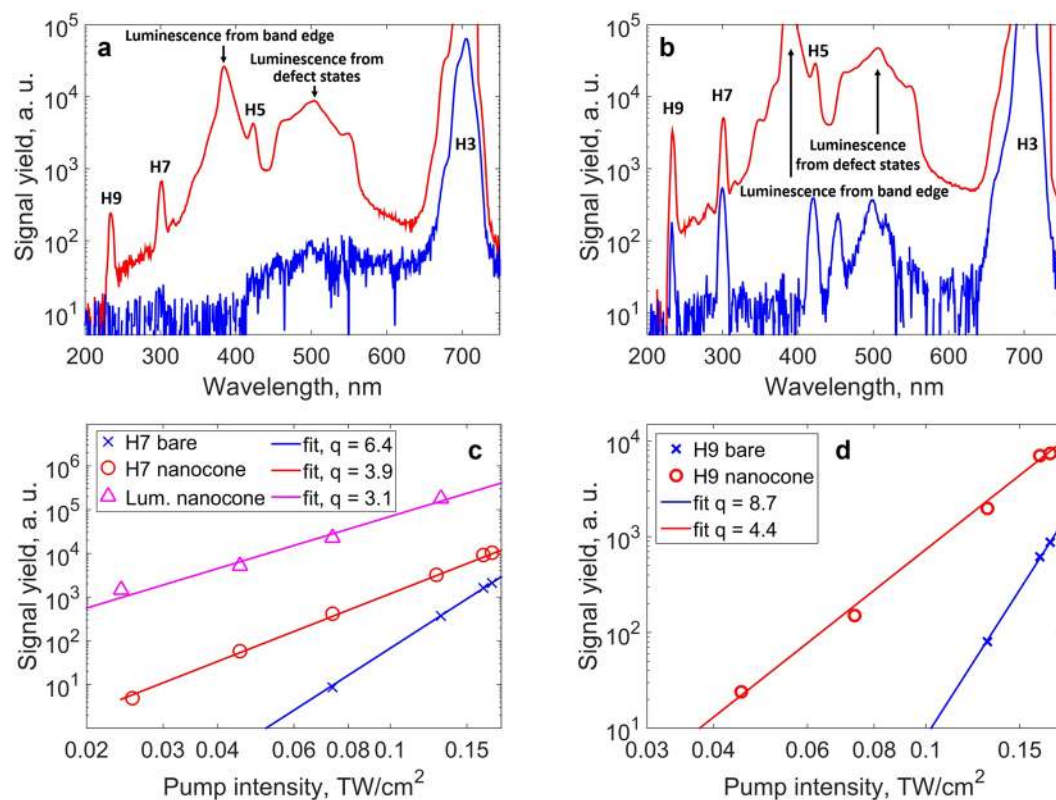 a
Luminescence from band edge
Luminescence from
defect states
H9
H7
H5
H3
10^5
10^4
10^3
10^2
10^1
Signal yield, a. u.
200 300 400 500 600 700
Wavelength, nm
b
H5
H9
H7
H3
Luminescence
from defect states
Luminescence from band edge
10^5
10^4
10^3
10^2
10^1
Signal yield, a. u.
200 300 400 500 600 700
Wavelength, nm
c
H7 bare
H7 nanocone
Lum. nanocone
fit, q = 6.4
fit, q = 3.9
fit, q = 3.1
10^6
10^5
10^4
10^3
10^2
10^1
Signal yield, a. u.
0.02 0.04 0.06 0.08 0.1 0.15
Pump intensity, TW/cm^2
d
H9 bare
H9 nanocone
fit q = 8.7
fit q = 4.4
10^4
10^3
10^2
10^1
Signal yield, a. u.
0.03 0.04 0.06 0.08 0.1 0.15
Pump intensity, TW/cm^2